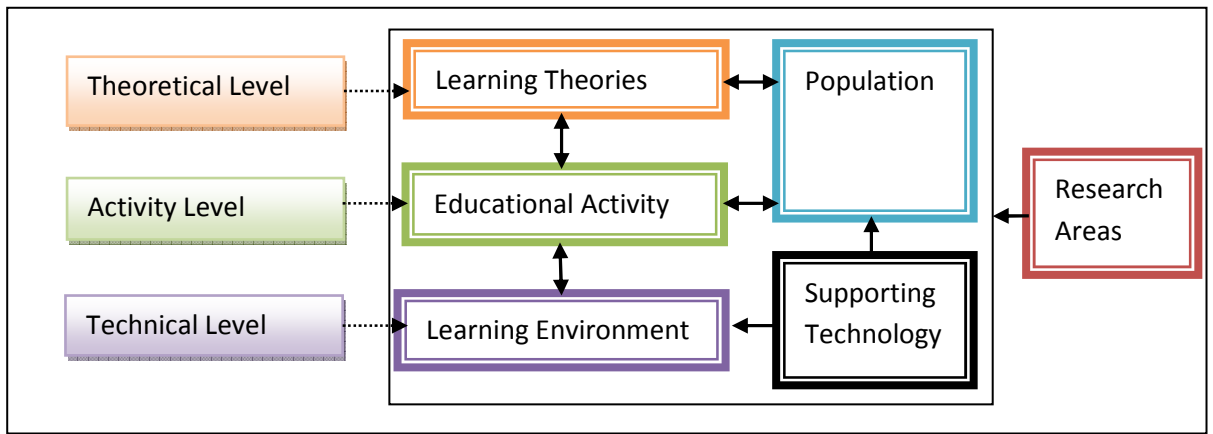 Theoretical Level
Learning Theories
Population
Activity Level
Educational Activity
Research
Areas
Technical Level
Learning Environment
Supporting
Technology